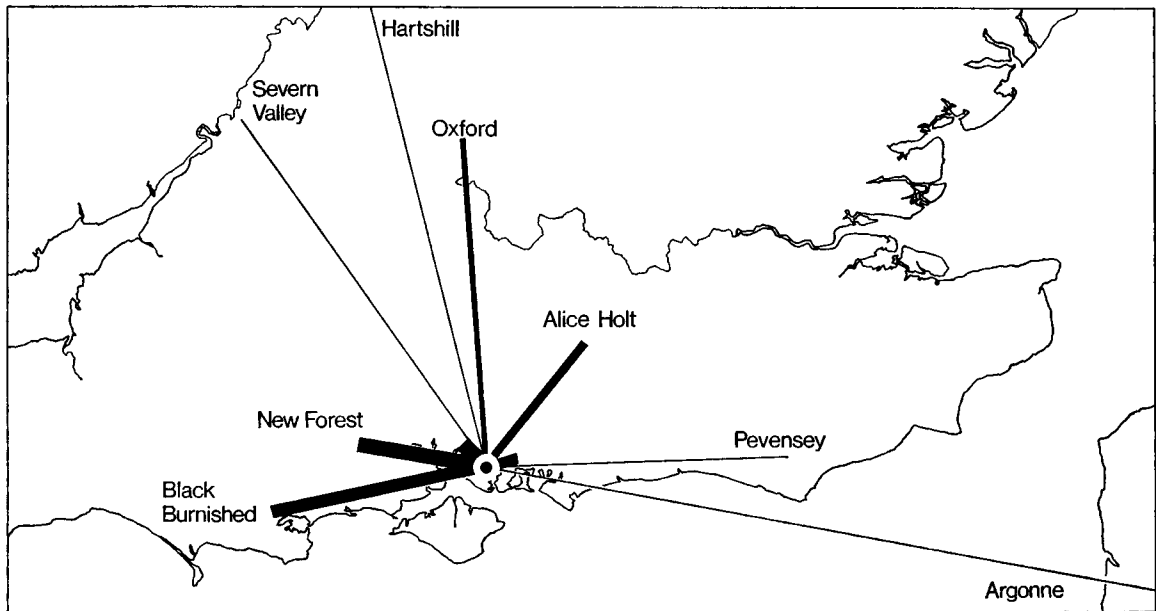 Hartshill
Severn
Valley
Oxford
Alice Holt
New Forest
Pevensey
Black
Burnished
Argonne